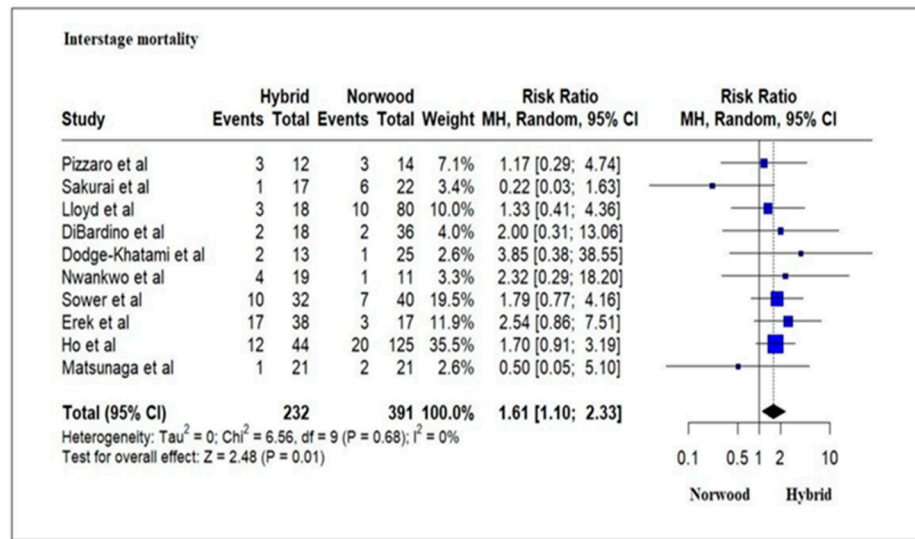 Interstage mortality
Hybrid Norwood Risk Ratio Risk Ratio
Study Events Total Events Total Weight MH, Random, 95% CI MH, Random, 95% CI
Pizzaro et al 3 12 3 14 7.1% 1.17 [0.29; 4.74]
Sakurai et al 1 17 6 22 3.4% 0.22 [0.03; 1.63]
Lloyd et al 3 18 10 80 10.0% 1.33 [0.41; 4.36]
DiBardino et al 2 18 2 36 4.0% 2.00 [0.31; 13.06]
Dodge-Khatami et al 2 13 1 25 2.6% 3.85 [0.38; 38.55]
Nwankwo et al 4 19 1 11 3.3% 2.32 [0.29; 18.20]
Sower et al 10 32 7 40 19.5% 1.79 [0.77; 4.16]
Erek et al 17 38 3 17 11.9% 2.54 [0.86; 7.51]
Ho et al 12 44 20 125 35.5% 1.70 [0.91; 3.19]
Matsunaga et al 1 21 2 21 2.6% 0.50 [0.05; 5.10]
Total (95% CI) 232 391 100.0% 1.61 [1.10; 2.33]
Heterogeneity: Tau² = 0; Chi² = 6.56, df = 9 (P = 0.68); I² = 0%
Test for overall effect: Z = 2.48 (P = 0.01)
0.1 0.5 1 2 10
Norwood Hybrid